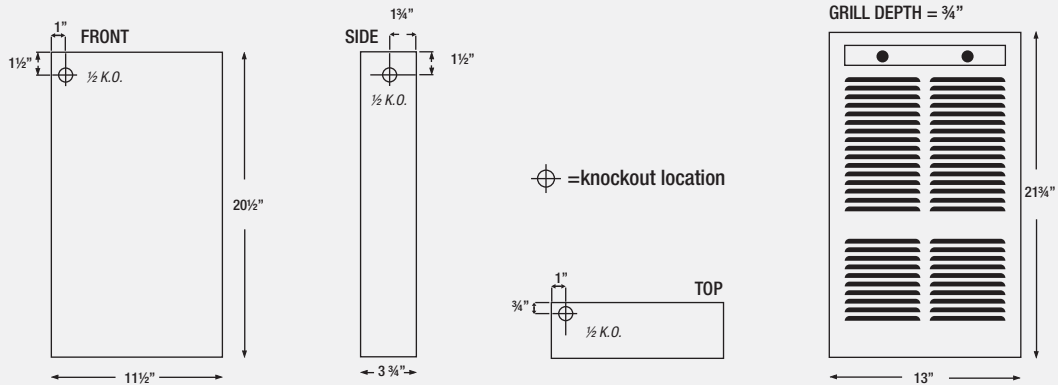 1”
FRONT
1½”
½ K.O.
20½”
11½”
1¾”
SIDE
1½”
½ K.O.
3 ¾”
=knockout location
1”
TOP
¾”
½ K.O.
GRILL DEPTH = ¾”
21¾”
13”